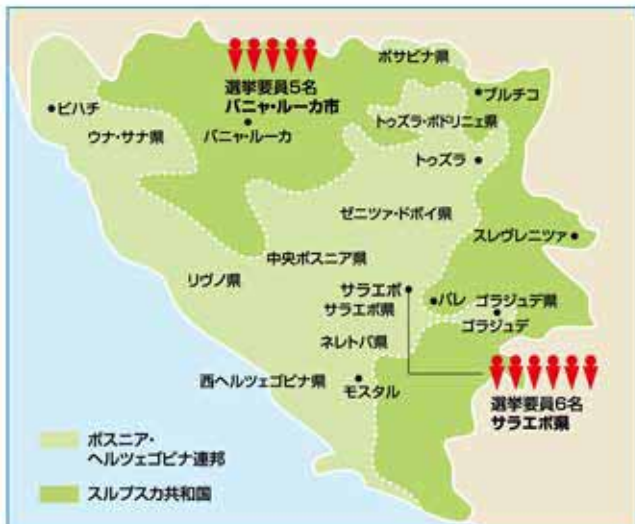 ポサビナ県
選挙要員5名
バニャ・ルーカ市
ブルチコ
ビハチ
トゥズラ・ポドリニェ県
ウナ・サナ県
バニャ・ルーカ
トゥズラ
ゼニツァ・ドボイ県
スレヴレニツァ
中央ボスニア県
リヴノ県
サラエボ
サラエボ県
パレ
ゴラジュデ県
ゴラジュデ
ネレトバ県
西ヘルツェゴビナ県
モスタル
選挙要員6名
サラエボ県
ボスニア・
ヘルツェゴビナ連邦
スルプスカ共和国